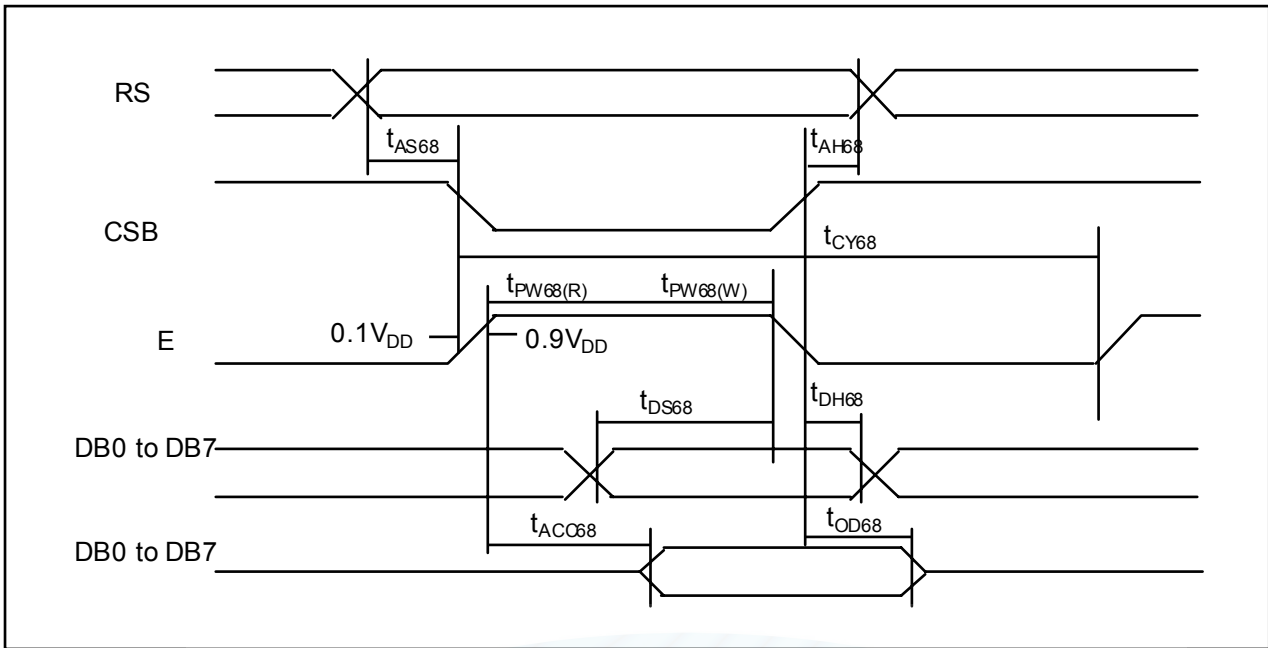 RS
tAS68
tAH68
CSB
tCY68
tPW68(R)
tPW68(W)
E
0.1VDD
0.9VDD
tDS68
tDH68
DB0 to DB7
tACC68
tOD68
DB0 to DB7